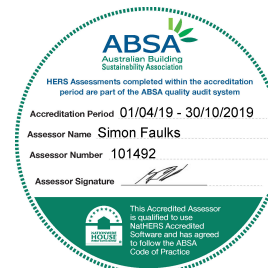 ABSA
Australian Building
Sustainability Association
HERS Assessments completed within the accreditation
period are part of the ABSA quality audit system
Accreditation Period 01/04/19 - 30/10/2019
Assessor Name Simon Faulks
Assessor Number 101492
Assessor Signature
This Accredited Assessor
is qualified to use
NatHERS Accredited
Software and has agreed
to follow the ABSA
Code of Practice
NATIONWIDE
HOUSE